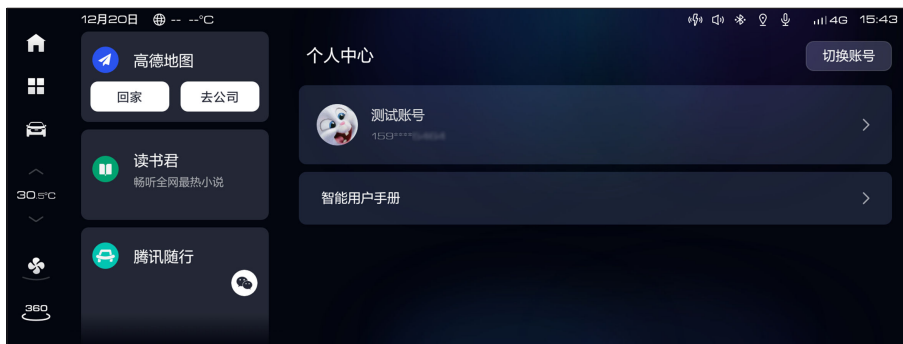 12月20日 -- --°C
4G 15:43
高德地图
回家 去公司
读书君
畅听全网最热小说
腾讯随行
30.5°C
360
个人中心
切换账号
测试账号
159****
智能用户手册